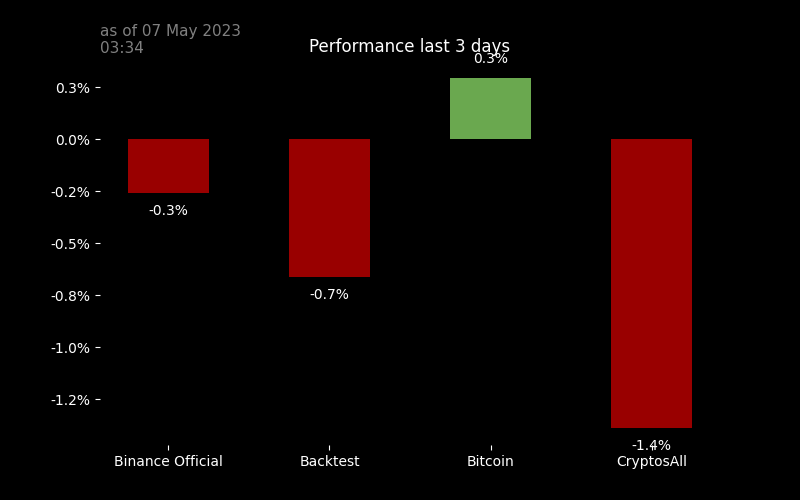 as of 07 May 2023
03:34
Performance last 3 days
0.3%
0.3%
0.0%
-0.2%
-0.3%
-0.5%
-0.8%
-0.7%
-1.0%
-1.2%
-1.4%
Binance Official
Backtest
Bitcoin
CryptosAll